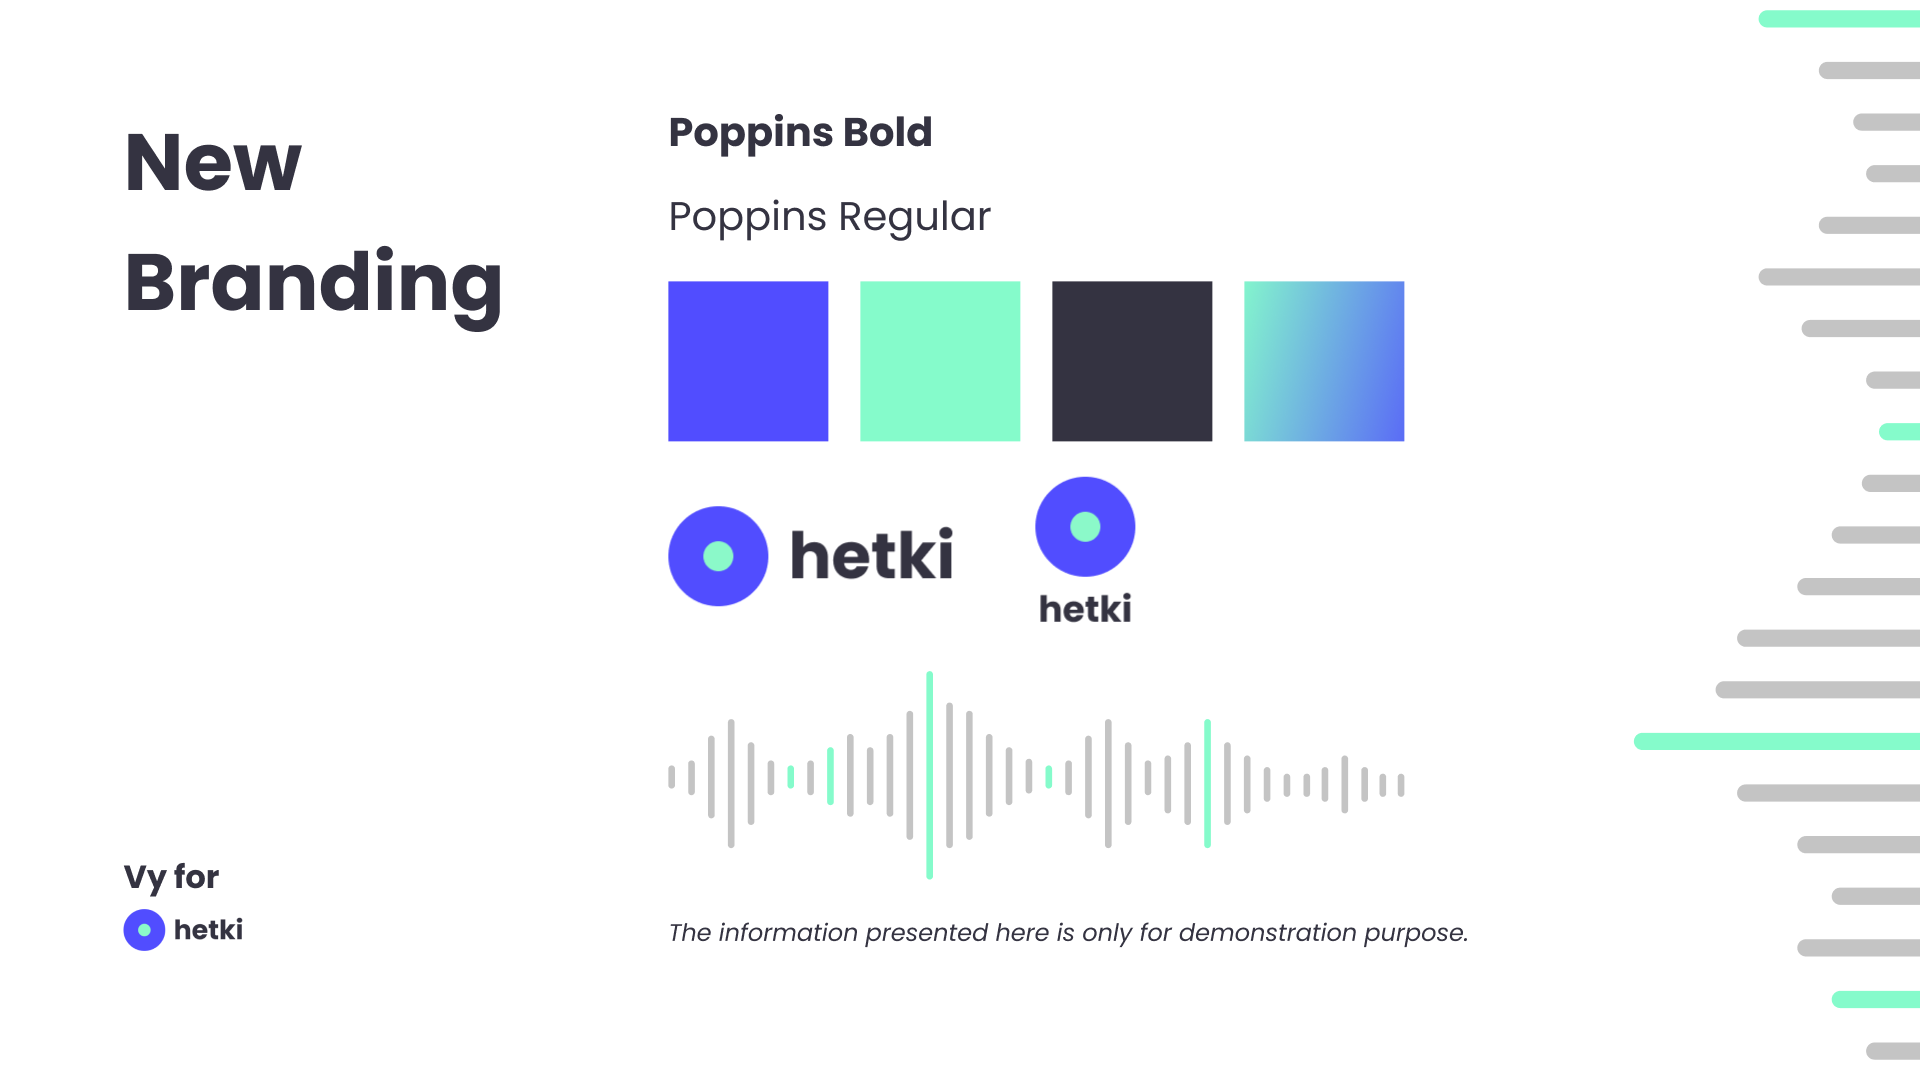 New
Branding
Poppins Bold
Poppins Regular
hetki
hetki
Vy for
hetki
The information presented here is only for demonstration purpose.